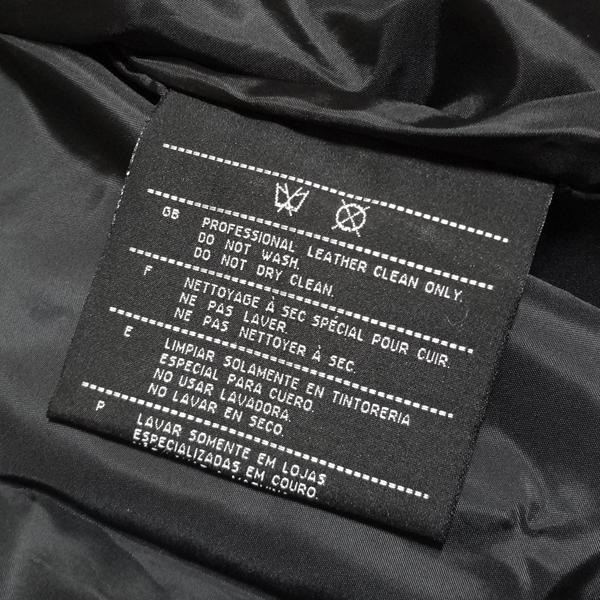 GB PROFESSIONAL LEATHER CLEAN ONLY.
DO NOT WASH.
DO NOT DRY CLEAN.
F NETTOYAGE À SEC SPÉCIAL POUR CUIR.
NE PAS LAVER.
NE PAS NETTOYER À SEC.
E LIMPIAR SOLAMENTE EN TINTORERIA
ESPECIAL PARA CUERO.
NO USAR LAVADORA.
NO LAVAR EN SECO.
P LAVAR SOMENTE EM LOJAS
ESPECIALIZADAS EM COURO.